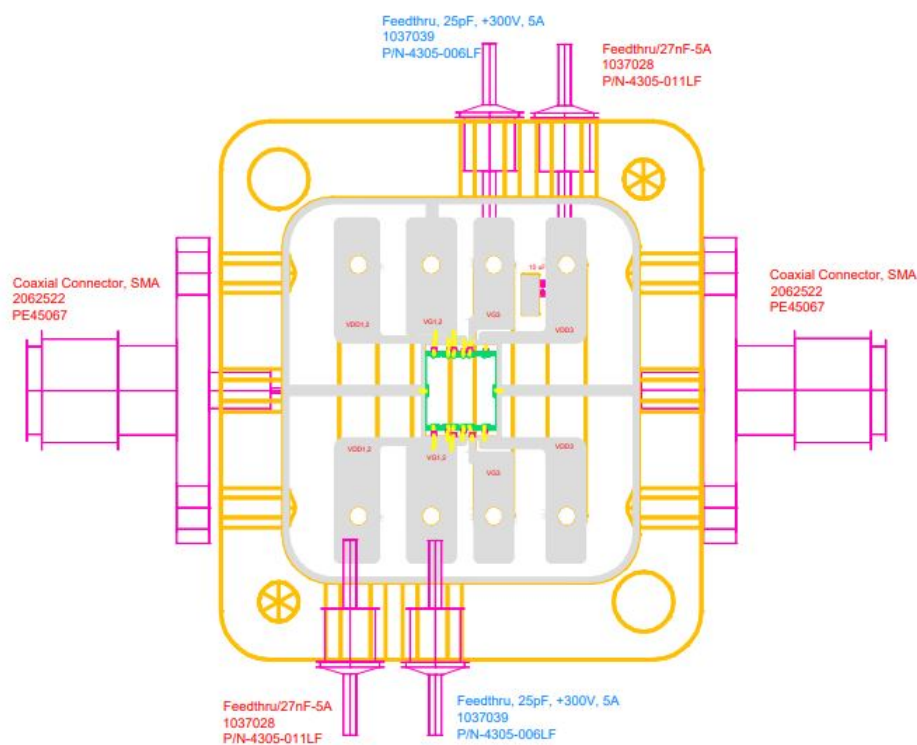 Feedthru, 25pF, +300V, 5A
1037039
P/N-4305-006LF
Feedthru/27nF-5A
1037028
P/N-4305-011LF
Coaxial Connector, SMA
2062522
PE45067
Coaxial Connector, SMA
2062522
PE45067
VDD1,2
VG1,2
VG3
VDD3
VDD1,2
VG1,2
VG3
VDD3
Feedthru/27nF-5A
1037028
P/N-4305-011LF
Feedthru, 25pF, +300V, 5A
1037039
P/N-4305-006LF